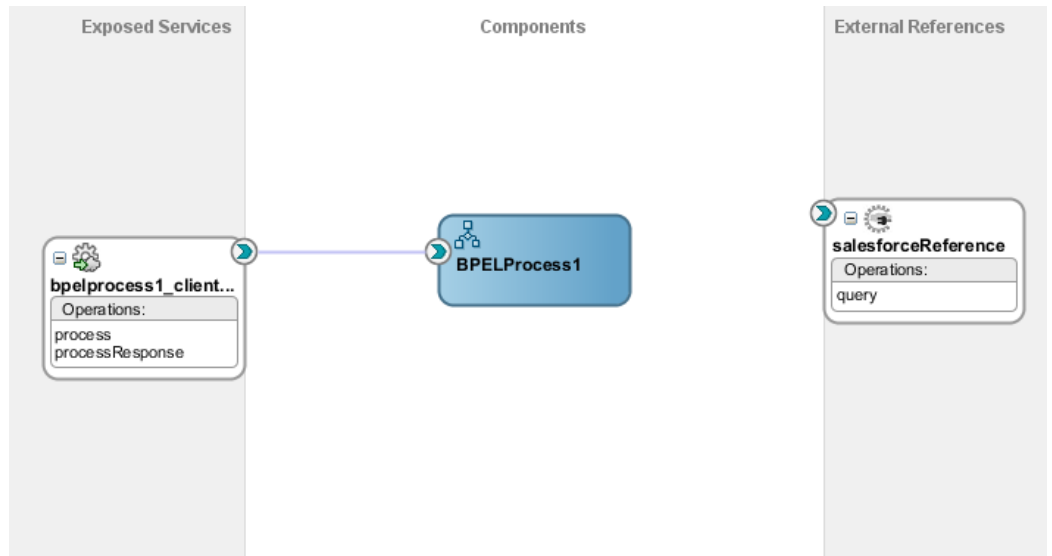 Exposed Services
Components
External References
bpelprocess1_client...
Operations:
process
processResponse
BPELProcess1
salesforceReference
Operations:
query